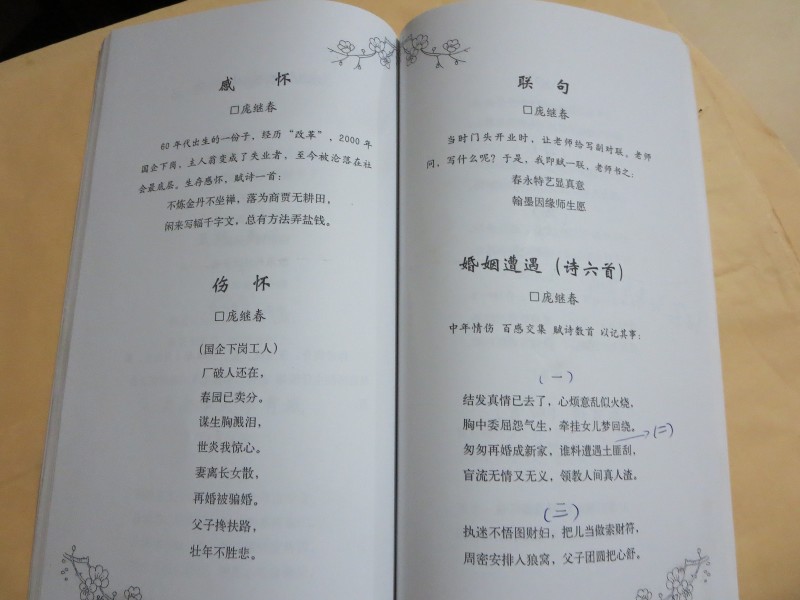 感 怀
□庞继春
60年代出生的一份子，经历“改革”，2000年
国企下岗，主人翁变成了失业者，至今被沦落在社
会最底层。生存感怀，赋诗一首：
不炼金丹不坐禅，落为商贾无耕田，
闲来写幅千字文，总有方法弄盐钱。
伤 怀
□庞继春
（国企下岗工人）
厂破人还在，
春园已卖分。
谋生胸溅泪，
世炎我惊心。
妻离长女散，
再婚被骗婚。
父子搀扶路，
壮年不胜悲。
联 句
□庞继春
当时门头开业时，让老师给写副对联。老师
问，写什么呢？于是，我即赋一联，老师书之：
春永特艺显真意
翰墨因缘师生愿
婚姻遭遇（诗六首）
□庞继春
中年情伤 百感交集 赋诗数首 以记其事：
（一）
结发真情已去了，心烦意乱似火烧，
胸中委屈怨气生，牵挂女儿梦回绕。
（二）
匆匆再婚成新家，谁料遭遇土匪刮，
盲流无情又无义，领教人间真人渣。
（三）
执迷不悟图财妇，把儿当做索财符，
周密安排入狼窝，父子团圆把心舒。